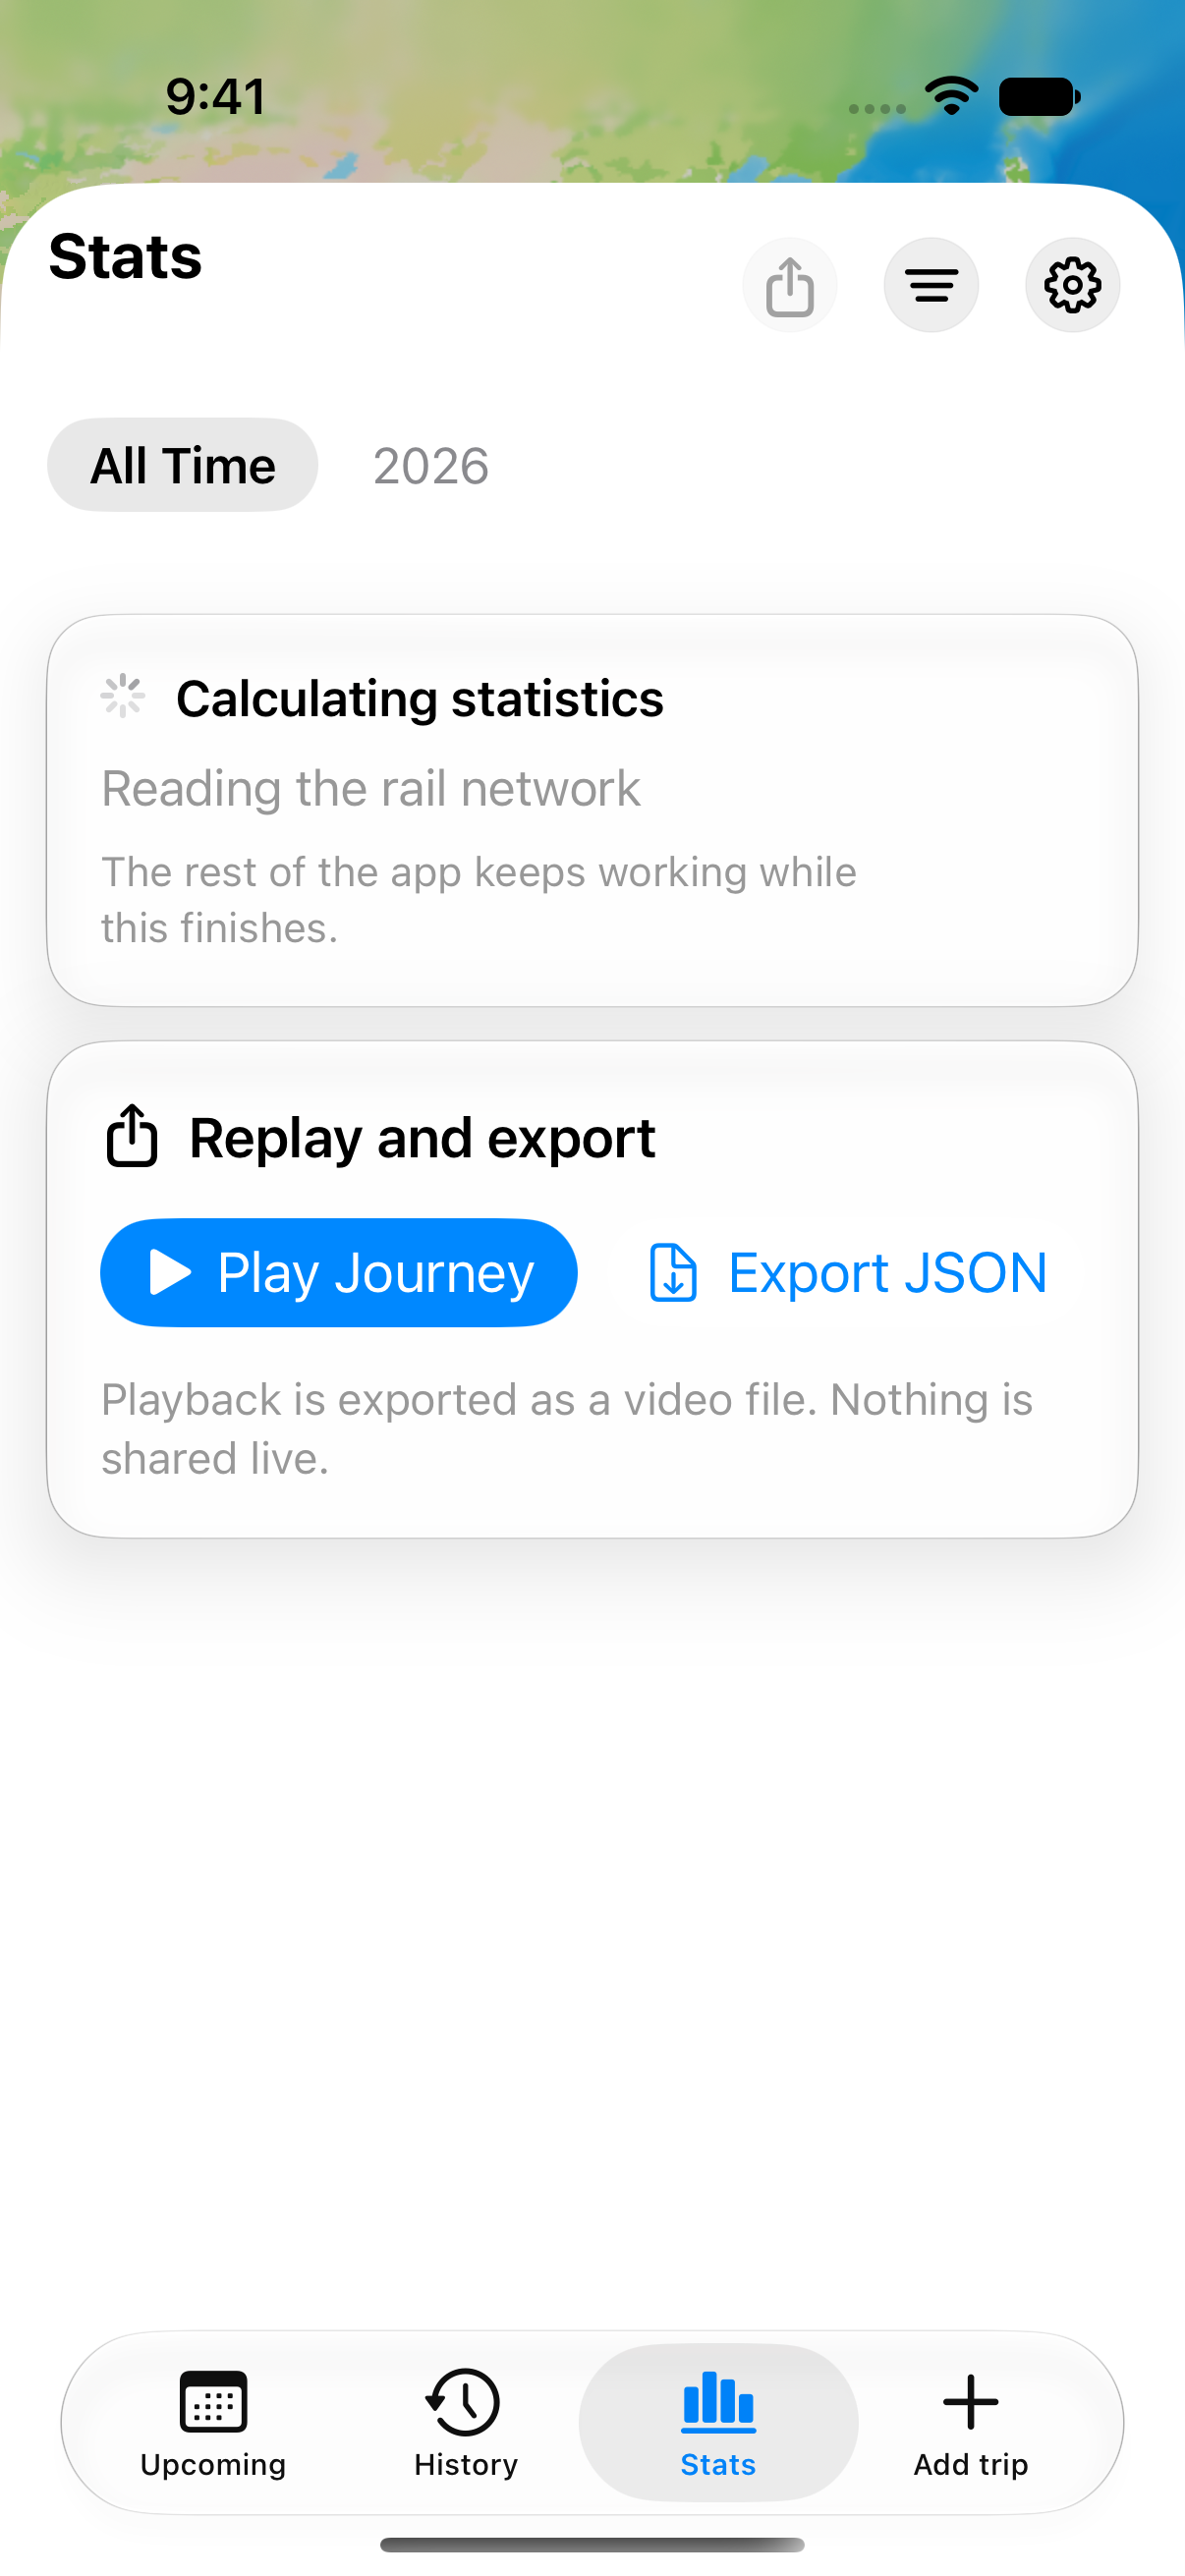 9:41
Stats
All Time
2026
Calculating statistics
Reading the rail network
The rest of the app keeps working while
this finishes.
Replay and export
Play Journey
Export JSON
Playback is exported as a video file. Nothing is
shared live.
Upcoming
History
Stats
Add trip